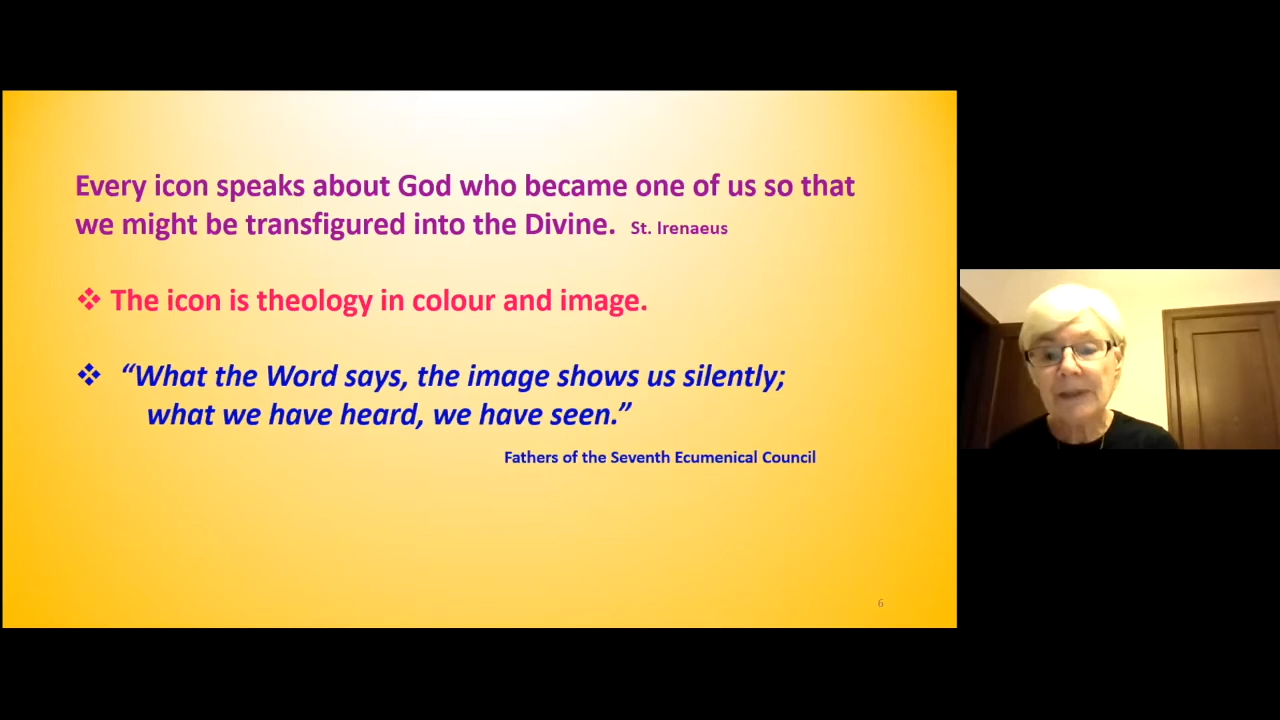 Every icon speaks about God who became one of us so that
we might be transfigured into the Divine. St. Irenaeus
❖ The icon is theology in colour and image.
❖ “What the Word says, the image shows us silently;
what we have heard, we have seen.”
Fathers of the Seventh Ecumenical Council
6